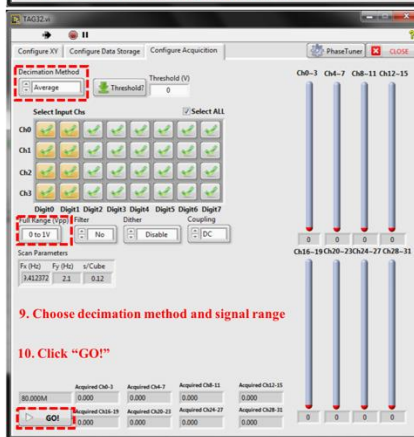 TAG32.vi
Configure XY Configure Data Storage Configure Acquicition PhaseTuner CLOSE
Decimation Method
Average Threshold? Threshold (V)
0
Ch0~3 Ch4~7 Ch8~11 Ch12~15
Select Input Chs Select ALL
Ch0
Ch1
Ch2
Ch3
Digit0 Digit1 Digit2 Digit3 Digit4 Digit5 Digit6 Digit7
Full Range (Vpp) Filter Dither Coupling
0 to 1V No Disable DC
0 0 0 0
Scan Parameters
Ch16~19 Ch20~23 Ch24~27 Ch28~31
Fx (Hz) Fy (Hz) s/Cube
3.412372 2.1 0.12
9. Choose decimation method and signal range
10. Click “GO!”
Acquired Ch0-3 Acquired Ch4-7 Acquired Ch8-11 Acquired Ch12-15
80.000M 0.000 0.000 0.000 0.000
Acquired Ch16-19 Acquired Ch20-23 Acquired Ch24-27 Acquired Ch28-31
GO! 0.000 0.000 0.000 0.000
0 0 0 0